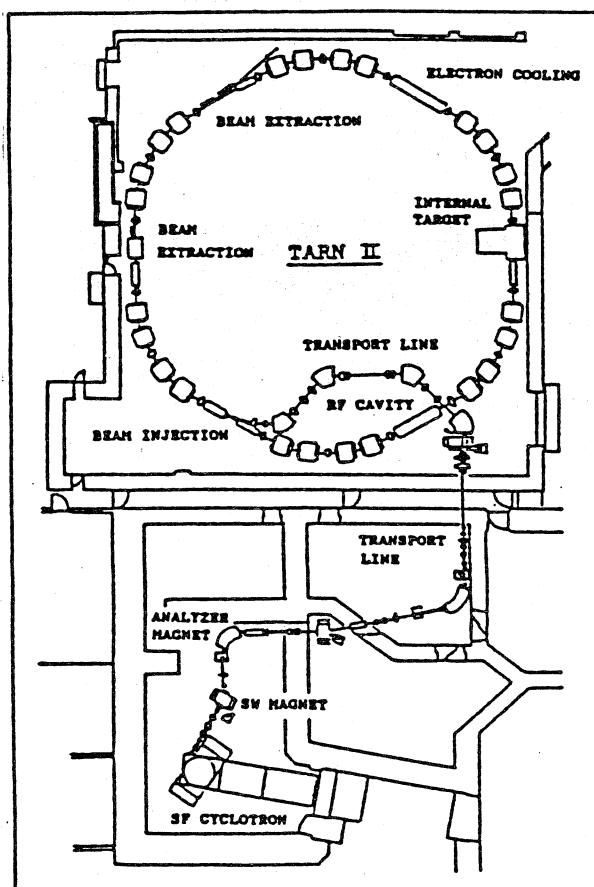 ELECTRON COOLING
BEAM EXTRACTION
INTERNAL
TARGET
BEAM
EXTRACTION
TARN II
TRANSPORT LINE
RF CAVITY
BEAM INJECTION
TRANSPORT
LINE
ANALYZER
MAGNET
SW MAGNET
SF CYCLOTRON